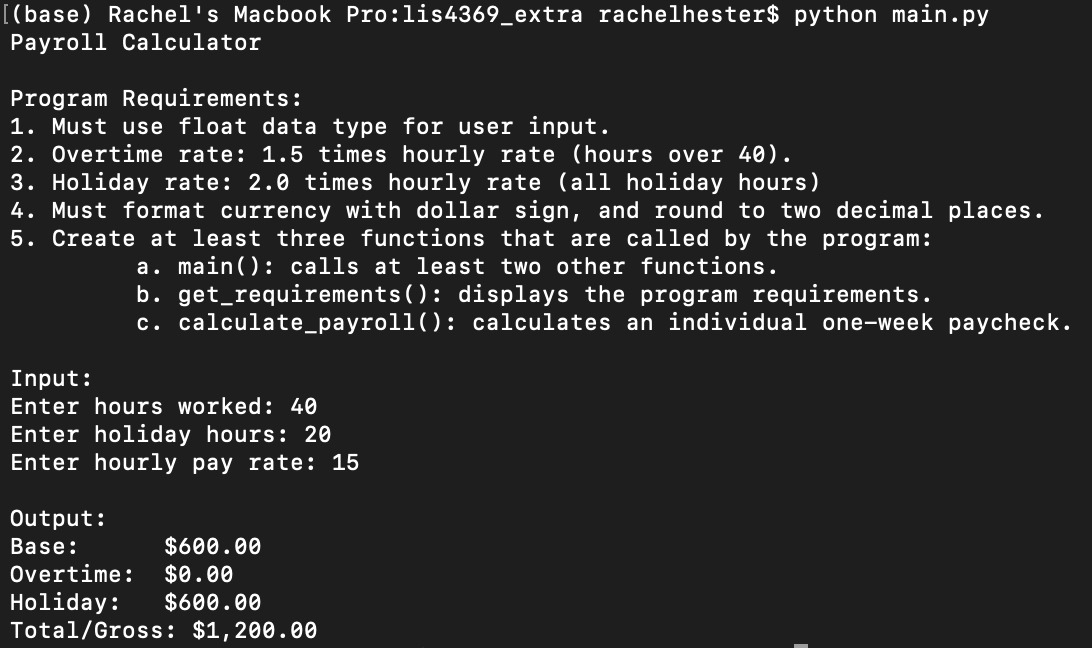 [(base) Rachel's Macbook Pro:lis4369_extra rachelhester$ python main.py
Payroll Calculator

Program Requirements:
1. Must use float data type for user input.
2. Overtime rate: 1.5 times hourly rate (hours over 40).
3. Holiday rate: 2.0 times hourly rate (all holiday hours)
4. Must format currency with dollar sign, and round to two decimal places.
5. Create at least three functions that are called by the program:
a. main(): calls at least two other functions.
b. get_requirements(): displays the program requirements.
c. calculate_payroll(): calculates an individual one-week paycheck.

Input:
Enter hours worked: 40
Enter holiday hours: 20
Enter hourly pay rate: 15

Output:
Base: $600.00
Overtime: $0.00
Holiday: $600.00
Total/Gross: $1,200.00